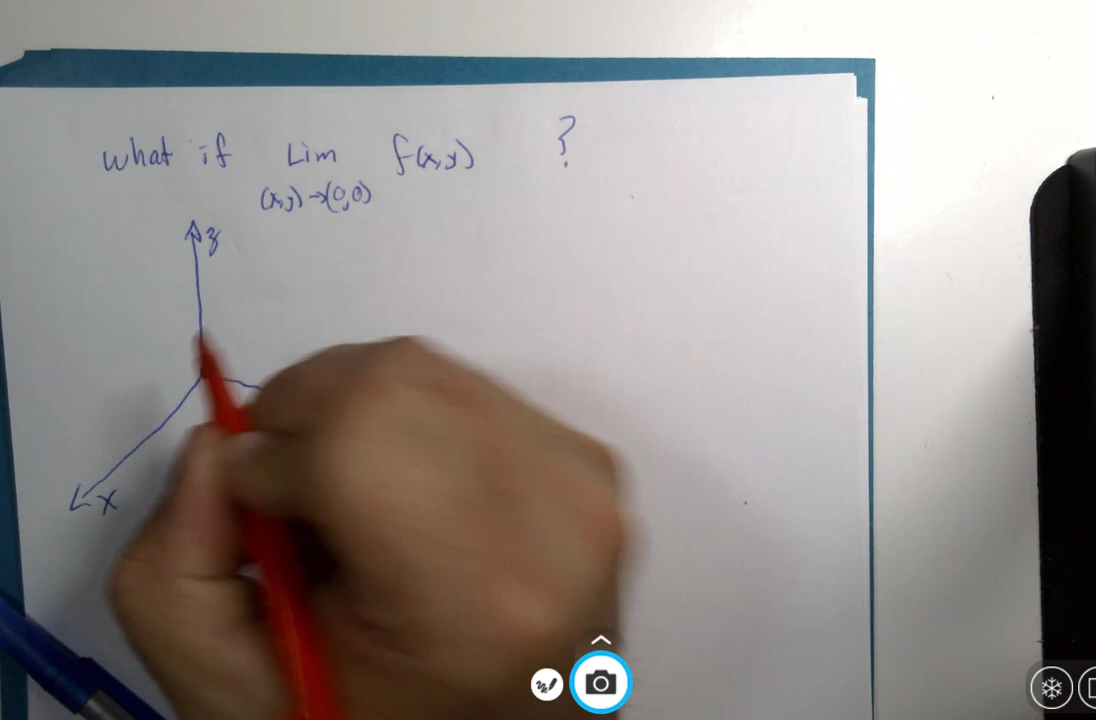 what if Lim f(x,y) ?
(x,y)→(0,0)
z
x